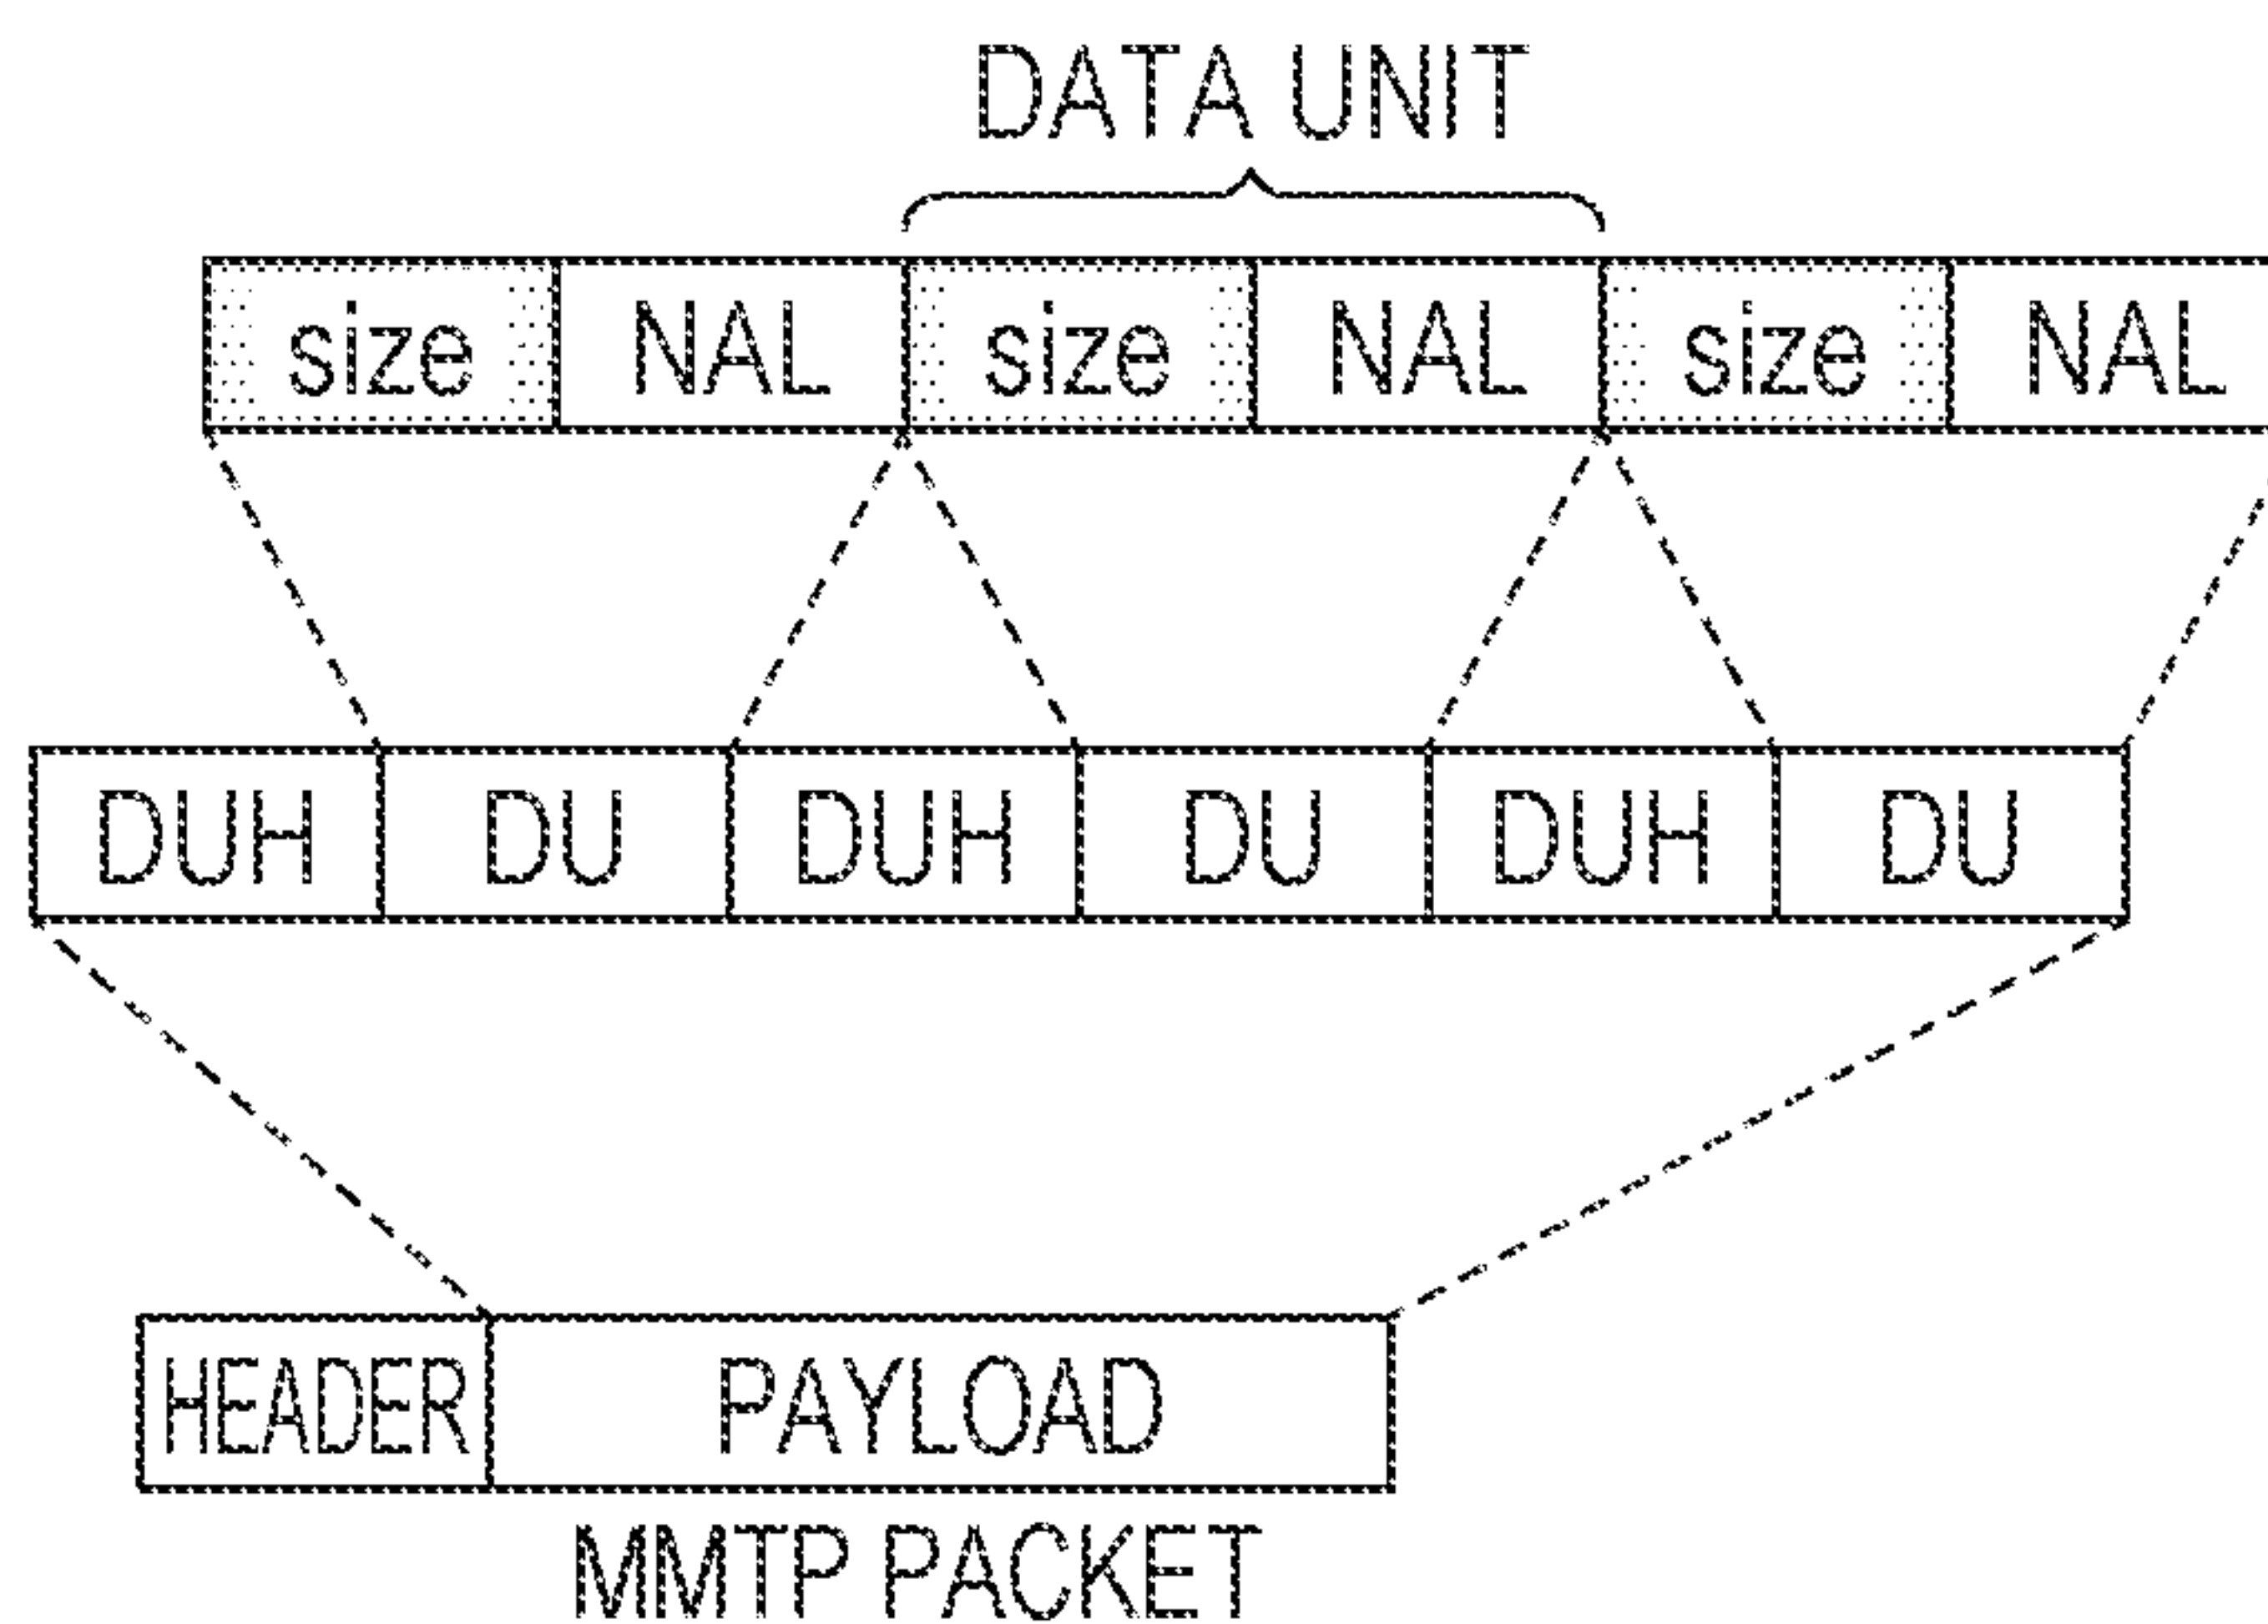 DATA UNIT
size NAL size NAL size NAL
DUH DU DUH DU DUH DU
HEADER PAYLOAD
MMTP PACKET